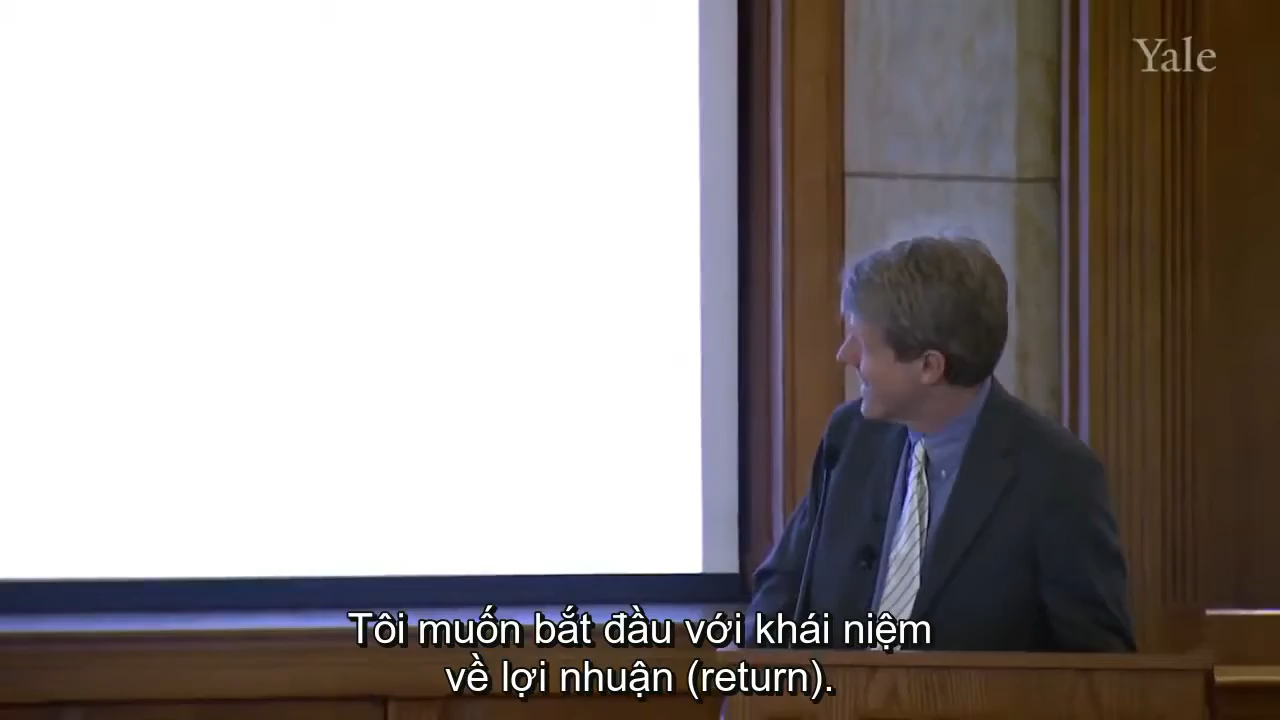 Yale
Tôi muốn bắt đầu với khái niệm
về lợi nhuận (return).